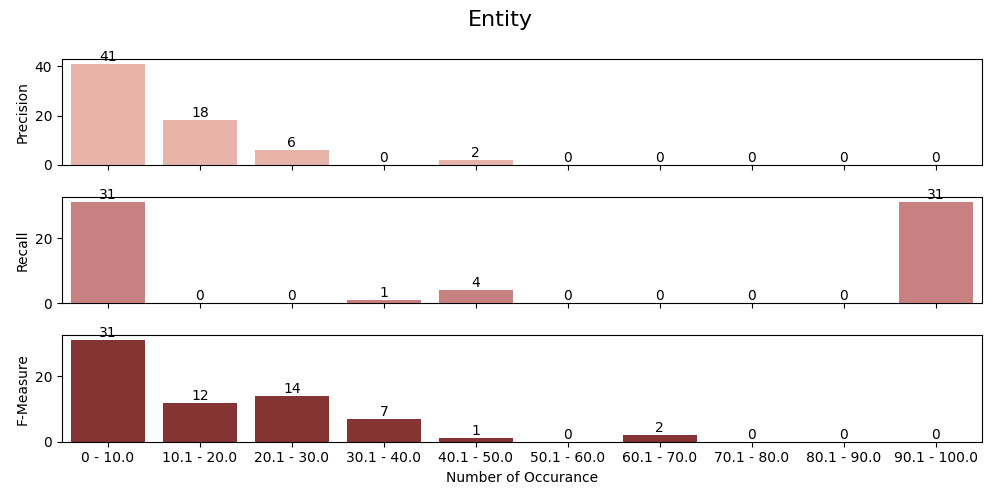 Entity
Precision
40
20
0
41
18
6
0
2
0
0
0
0
0
Recall
20
0
31
0
0
1
4
0
0
0
0
31
F-Measure
20
0
31
12
14
7
1
0
2
0
0
0
0 - 10.0
10.1 - 20.0
20.1 - 30.0
30.1 - 40.0
40.1 - 50.0
50.1 - 60.0
60.1 - 70.0
70.1 - 80.0
80.1 - 90.0
90.1 - 100.0
Number of Occurance